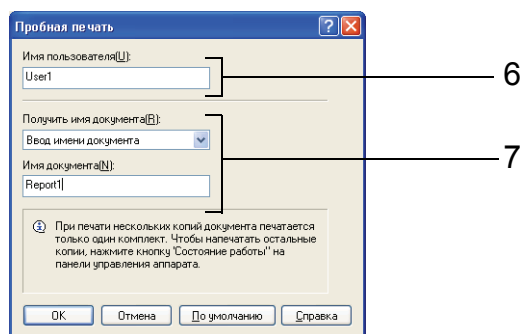 Пробная печать
Имя пользователя(U):
User1
6
Получить имя документа(R):
Ввод имени документа
7
Имя документа(N):
Report1
При печати нескольких копий документа печатается
только один комплект. Чтобы напечатать остальные
копии, нажмите кнопку "Состояние работы" на
панели управления аппарата.
OK Отмена По умолчанию Справка